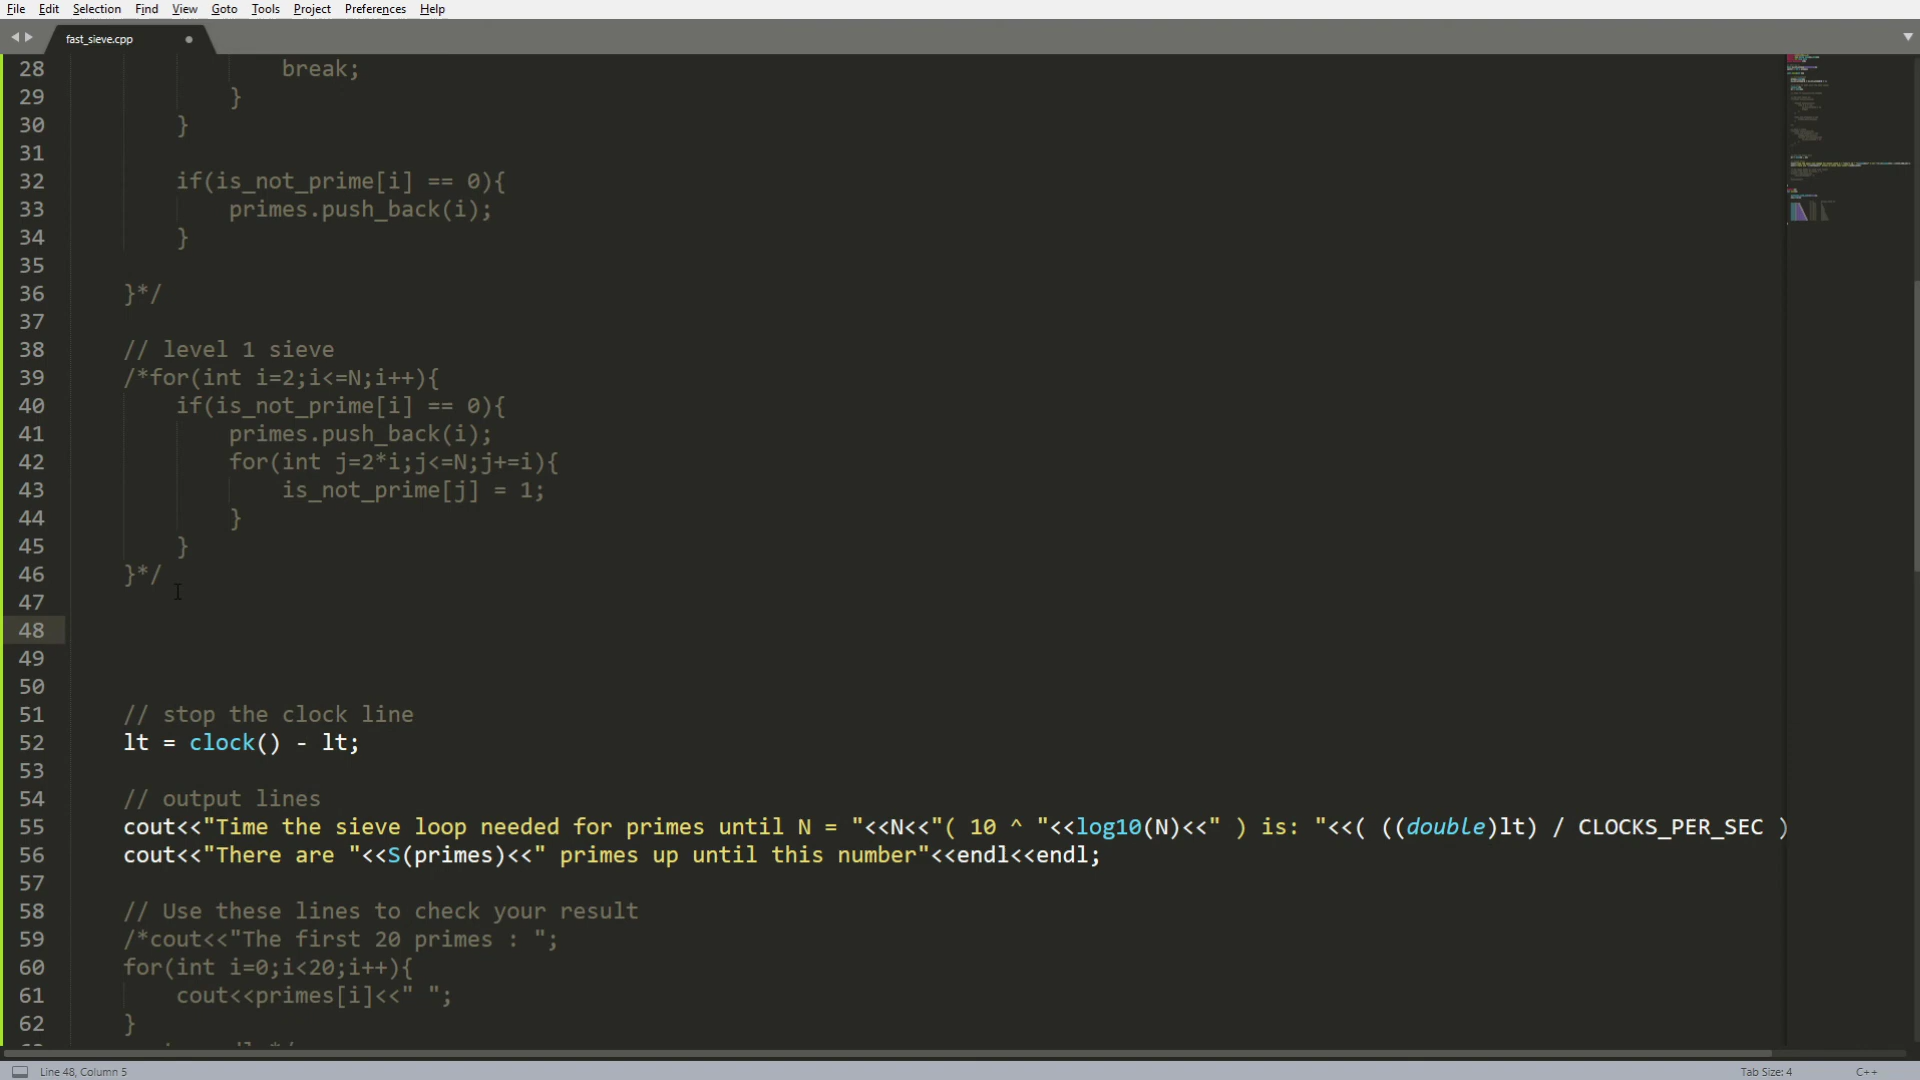 File Edit Selection Find View Goto Tools Project Preferences Help
fast_sieve.cpp
28 break;
29 }
30 }
31
32 if(is_not_prime[i] == 0){
33 primes.push_back(i);
34 }
35
36 }*/
37
38 // level 1 sieve
39 /*for(int i=2;i<=N;i++){
40 if(is_not_prime[i] == 0){
41 primes.push_back(i);
42 for(int j=2*i;j<=N;j+=i){
43 is_not_prime[j] = 1;
44 }
45 }
46 }*/
47
48
49
50
51 // stop the clock line
52 lt = clock() - lt;
53
54 // output lines
55 cout<<"Time the sieve loop needed for primes until N = "<<N<<"( 10 ^ "<<log10(N)<<" ) is: "<<( ((double)lt) / CLOCKS_PER_SEC )
56 cout<<"There are "<<S(primes)<<" primes up until this number"<<endl<<endl;
57
58 // Use these lines to check your result
59 /*cout<<"The first 20 primes : ";
60 for(int i=0;i<20;i++){
61 cout<<primes[i]<<" ";
62 }
Line 48, Column 5 Tab Size: 4 C++